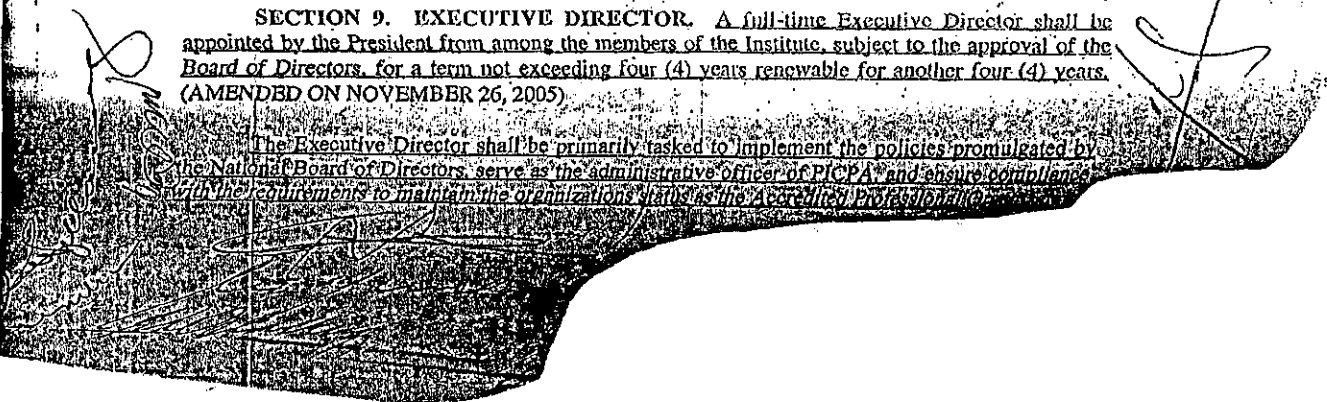 SECTION 9. EXECUTIVE DIRECTOR. A full-time Executive Director shall be
appointed by the President from among the members of the Institute, subject to the approval of the
Board of Directors, for a term not exceeding four (4) years renewable for another four (4) years.
(AMENDED ON NOVEMBER 26, 2005)
The Executive Director shall be primarily tasked to implement the policies promulgated by
the National Board of Directors, serve as the administrative officer of PICPA, and ensure compliance
with the requirements to maintain the organizations status as the Accredited Professional